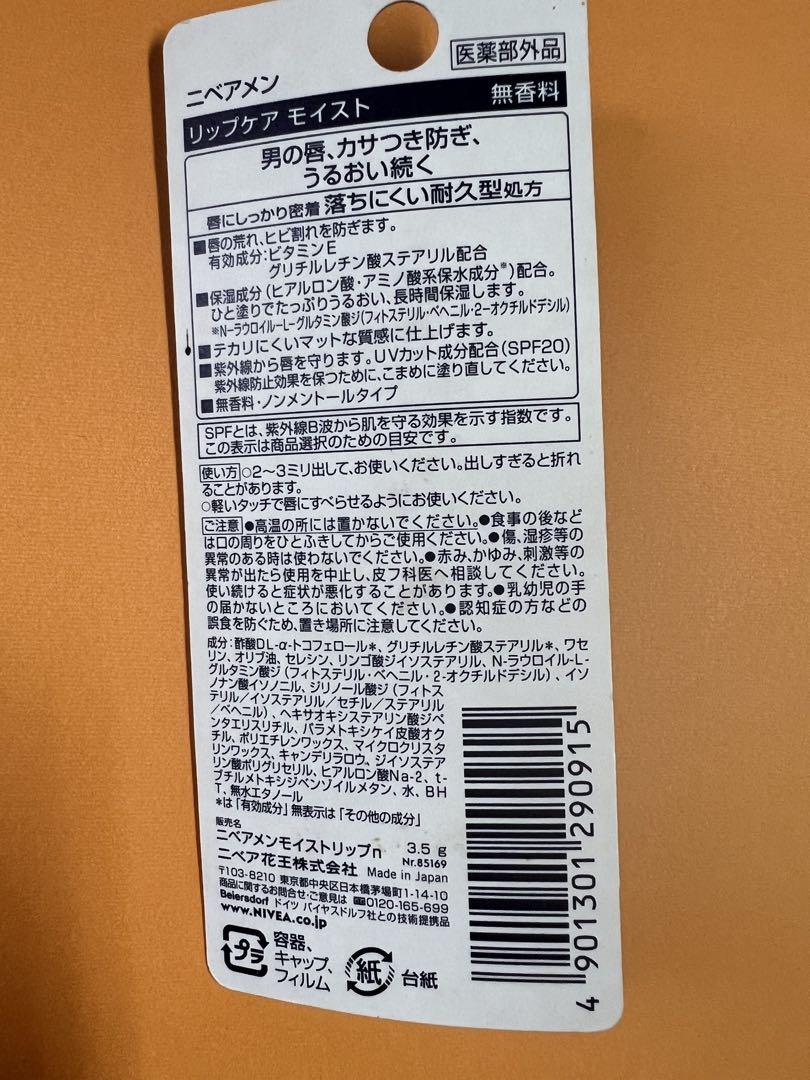 医薬部外品
ニベアメン
リップケア モイスト 無香料
男の唇、カサつき防ぎ、
うるおい続く
唇にしっかり密着 落ちにくい耐久型処方
■唇の荒れ、ヒビ割れを防ぎます。
有効成分:ビタミンE
グリチルレチン酸ステアリル配合
■保湿成分(ヒアルロン酸・アミノ酸系保水成分※)配合。
ひと塗りでたっぷりうるおい、長時間保湿します。
※N-ラウロイル-L-グルタミン酸ジ(フィトステリル・ベヘニル・2-オクチルドデシル)
■テカリにくいマットな質感に仕上げます。
■紫外線から唇を守ります。UVカット成分配合(SPF20)
紫外線防止効果を保つために、こまめに塗り直してください。
■無香料・ノンメントールタイプ
SPFとは、紫外線B波から肌を守る効果を示す指数です。
この表示は商品選択のための目安です。
使い方 ○2〜3ミリ出して、お使いください。出しすぎると折れ
ることがあります。
○軽いタッチで唇にすべらせるようにお使いください。
ご注意 ●高温の所には置かないでください。●食事の後など
は口の周りをひとふきしてからご使用ください。●傷、湿疹等の
異常のある時は使わないでください。●赤み、かゆみ、刺激等の
異常が出たら使用を中止し、皮フ科医へ相談してください。
使い続けると症状が悪化することがあります。●乳幼児の手
の届かないところにおいてください。●認知症の方などの
誤食を防ぐため、置き場所に注意してください。
成分:酢酸DL-α-トコフェロール*、グリチルレチン酸ステアリル*、ワセ
リン、オリブ油、セレシン、リンゴ酸ジイソステアリル、N-ラウロイル-L-
グルタミン酸ジ(フィトステリル・ベヘニル・2-オクチルドデシル)、イソ
ノナン酸イソノニル、ジリノール酸ジ(フィトス
テリル/イソステアリル/セチル/ステアリル
/ベヘニル)、ヘキサオキシステアリン酸ジペ
ンタエリスリチル、パラメトキシケイ皮酸オク
チル、ポリエチレンワックス、マイクロクリスタ
リンワックス、キャンデリラロウ、ジイソステア
リン酸ポリグリセリル、ヒアルロン酸Na-2、t-
ブチルメトキシジベンゾイルメタン、水、BH
T、無水エタノール
*は「有効成分」無表示は「その他の成分」
販売名
ニベアメンモイストリップn 3.5g
ニベア花王株式会社 Made in Japan Nr.85169
〒103-8210 東京都中央区日本橋茅場町1-14-10
商品に関するお問合せ・ご意見は 0120-165-699
Beiersdorf ドイツ バイヤスドルフ社との技術提携品
www.NIVEA.co.jp
プラ 容器、
キャップ、
フィルム
紙 台紙
4 901301 290915